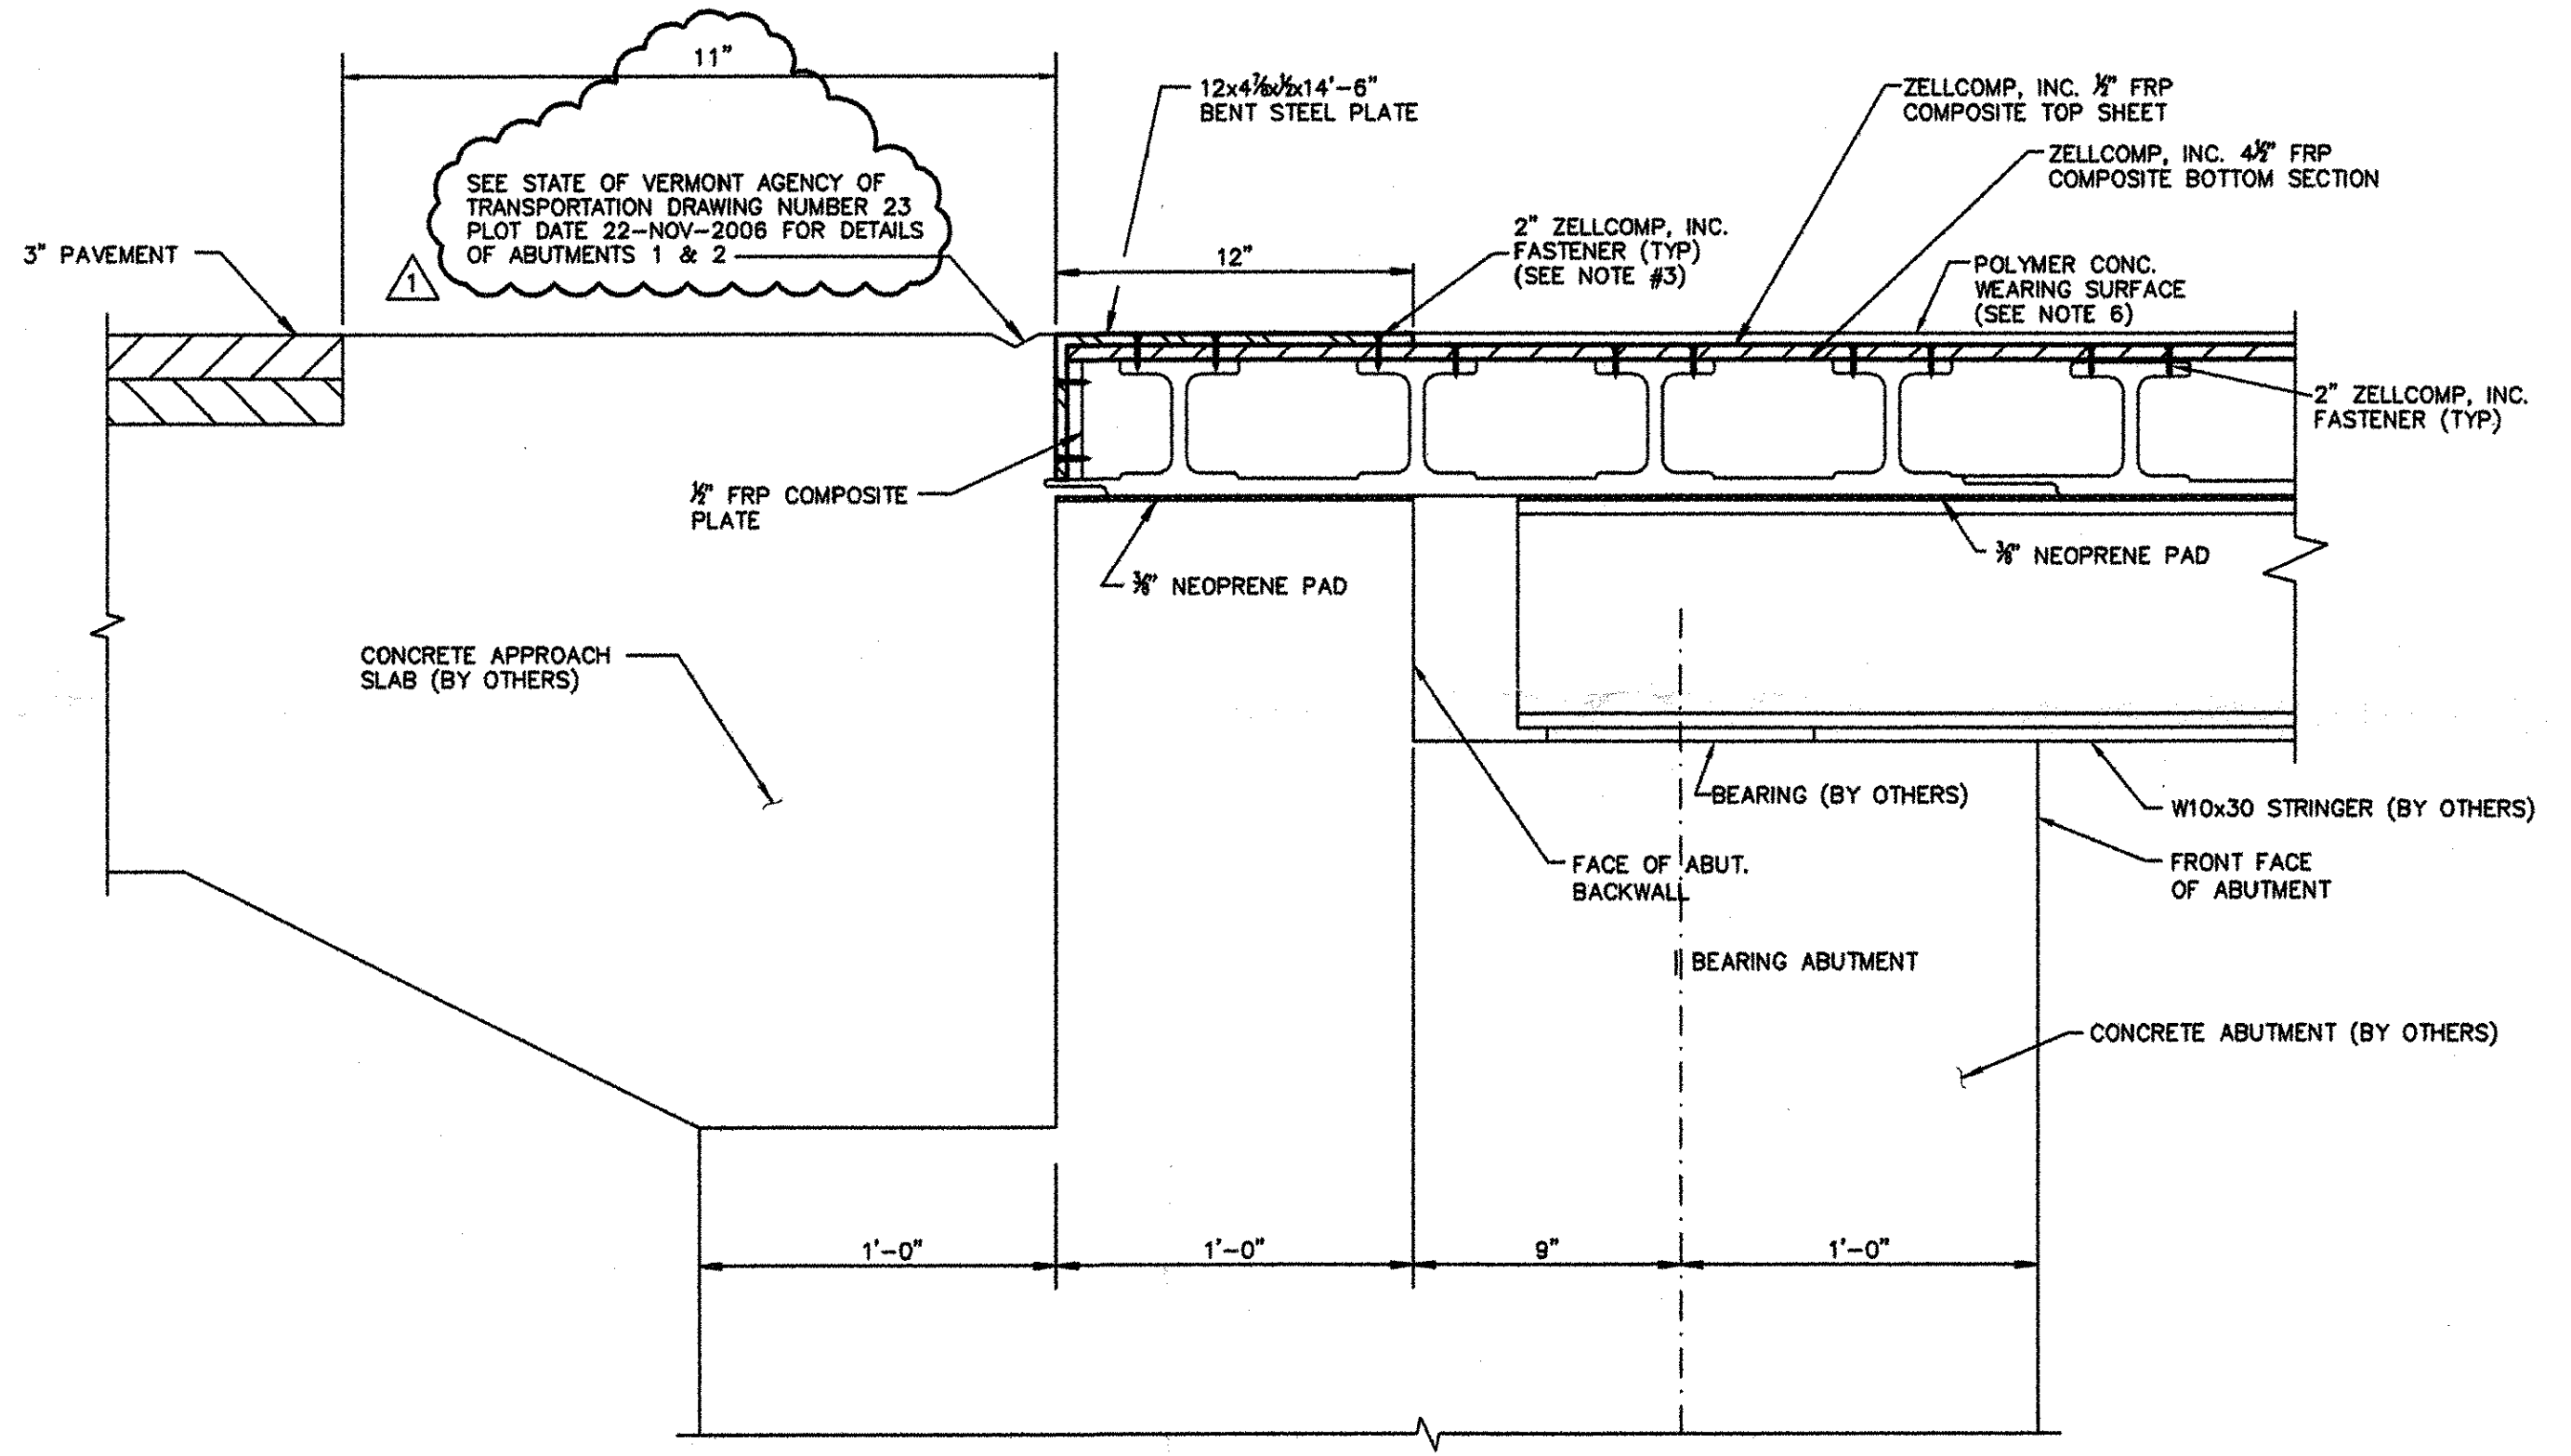 11"
12x4⅞x½x14'-6"
BENT STEEL PLATE
ZELLCOMP, INC. ½" FRP
COMPOSITE TOP SHEET
ZELLCOMP, INC. 4½" FRP
COMPOSITE BOTTOM SECTION
SEE STATE OF VERMONT AGENCY OF
TRANSPORTATION DRAWING NUMBER 23
PLOT DATE 22-NOV-2006 FOR DETAILS
OF ABUTMENTS 1 & 2
1
3" PAVEMENT
12"
2" ZELLCOMP, INC.
FASTENER (TYP)
(SEE NOTE #3)
POLYMER CONC.
WEARING SURFACE
(SEE NOTE 6)
2" ZELLCOMP, INC.
FASTENER (TYP)
½" FRP COMPOSITE
PLATE
⅜" NEOPRENE PAD
⅜" NEOPRENE PAD
CONCRETE APPROACH
SLAB (BY OTHERS)
BEARING (BY OTHERS)
W10x30 STRINGER (BY OTHERS)
FACE OF ABUT.
BACKWALL
FRONT FACE
OF ABUTMENT
BEARING ABUTMENT
CONCRETE ABUTMENT (BY OTHERS)
1'-0"
1'-0"
9"
1'-0"